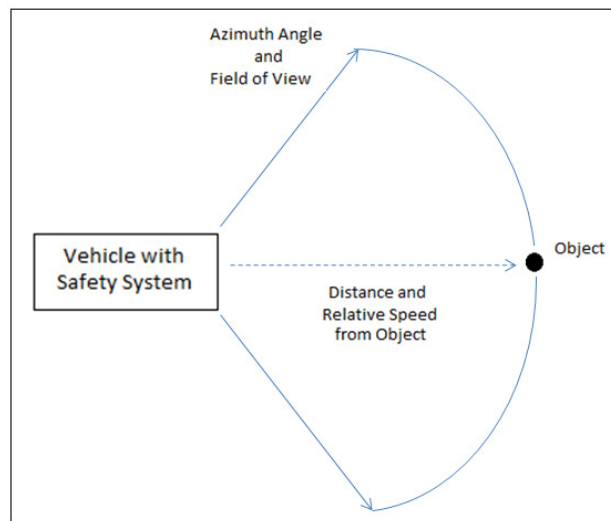 Azimuth Angle
and
Field of View
Vehicle with
Safety System
Object
Distance and
Relative Speed
from Object